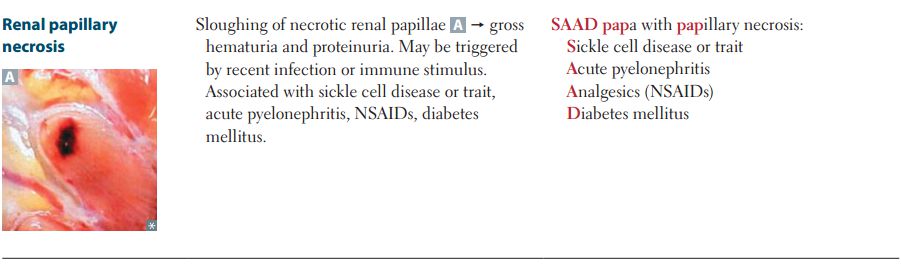 Renal papillary
necrosis
A
*
Sloughing of necrotic renal papillae A → gross
hematuria and proteinuria. May be triggered
by recent infection or immune stimulus.
Associated with sickle cell disease or trait,
acute pyelonephritis, NSAIDs, diabetes
mellitus.
SAAD papa with papillary necrosis:
Sickle cell disease or trait
Acute pyelonephritis
Analgesics (NSAIDs)
Diabetes mellitus